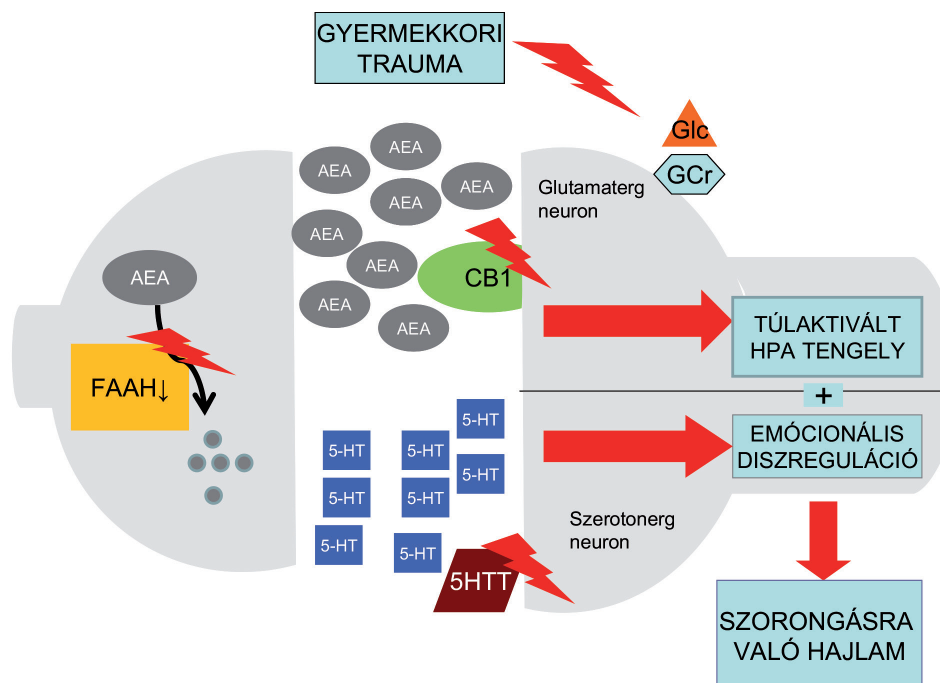 GYERMEKKORI
TRAUMA
Glc
GCr
AEA
AEA
AEA
AEA
AEA
AEA
AEA
AEA
AEA
CB1
Glutamaterg
neuron
FAAH↓
TÚLAKTIVÁLT
HPA TENGELY
+
EMÓCIONÁLIS
DISZREGULÁCIÓ
5-HT
5-HT
5-HT
5-HT
5-HT
5-HT
5-HT
5-HT
5HTT
Szerotonerg
neuron
SZORONGÁSRA
VALÓ HAJLAM